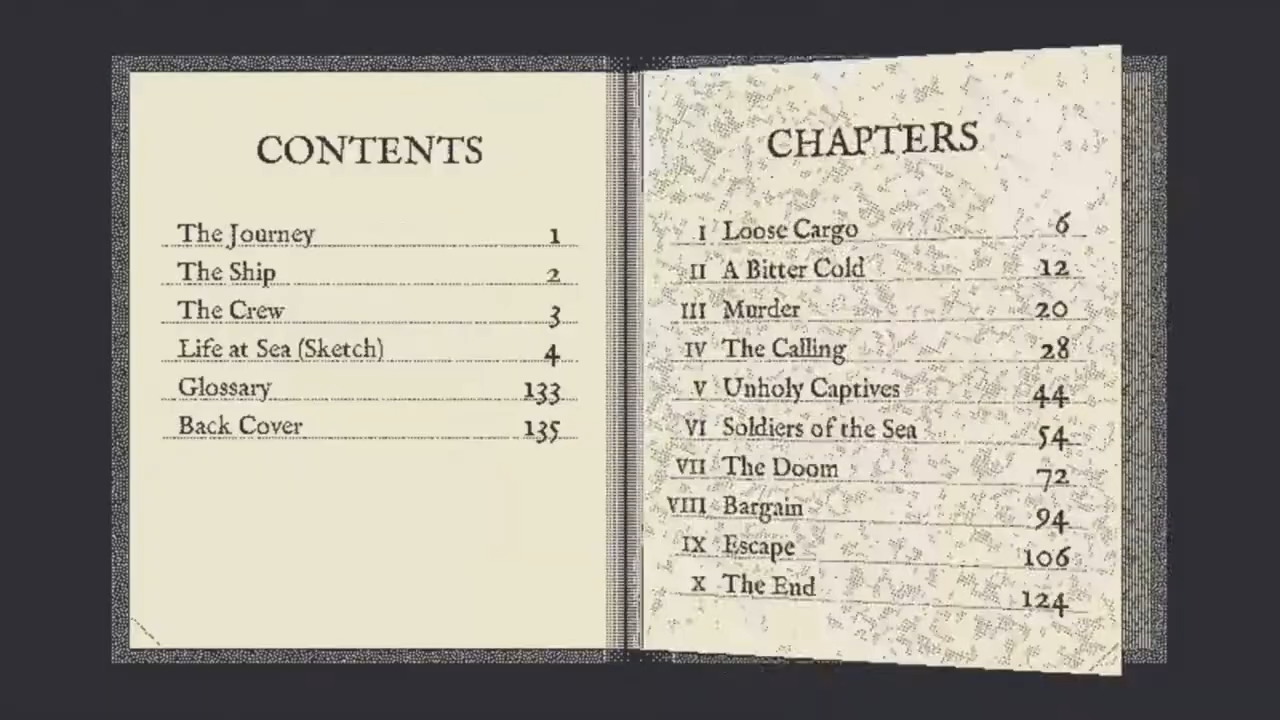 CONTENTS
The Journey 1
The Ship 2
The Crew 3
Life at Sea (Sketch) 4
Glossary 133
Back Cover 135
CHAPTERS
I Loose Cargo 6
II A Bitter Cold 12
III Murder 20
IV The Calling 28
V Unholy Captives 44
VI Soldiers of the Sea 54
VII The Doom 72
VIII Bargain 94
IX Escape 106
X The End 124